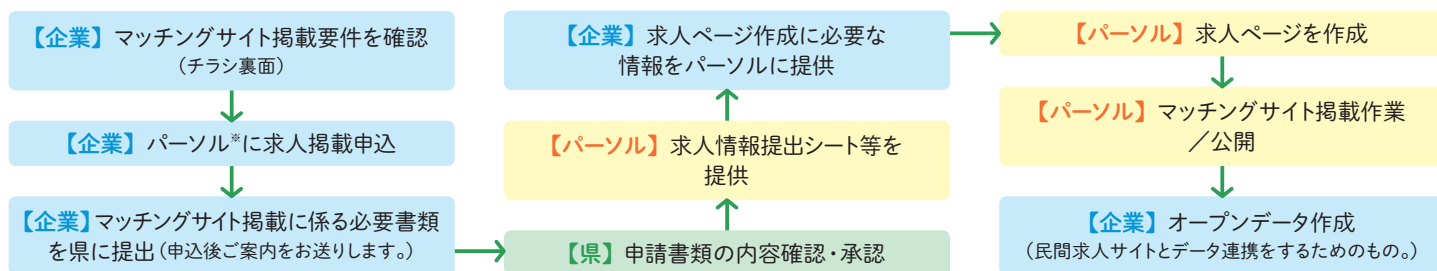 【企業】マッチングサイト掲載要件を確認
(チラシ裏面)
【企業】パーソル※に求人掲載申込
【企業】マッチングサイト掲載に係る必要書類
を県に提出(申込後ご案内をお送りします。)
【県】申請書類の内容確認・承認
【パーソル】求人情報提出シート等を
提供
【企業】求人ページ作成に必要な
情報をパーソルに提供
【パーソル】求人ページを作成
【パーソル】マッチングサイト掲載作業
／公開
【企業】オープンデータ作成
(民間求人サイトとデータ連携をするためのもの。)